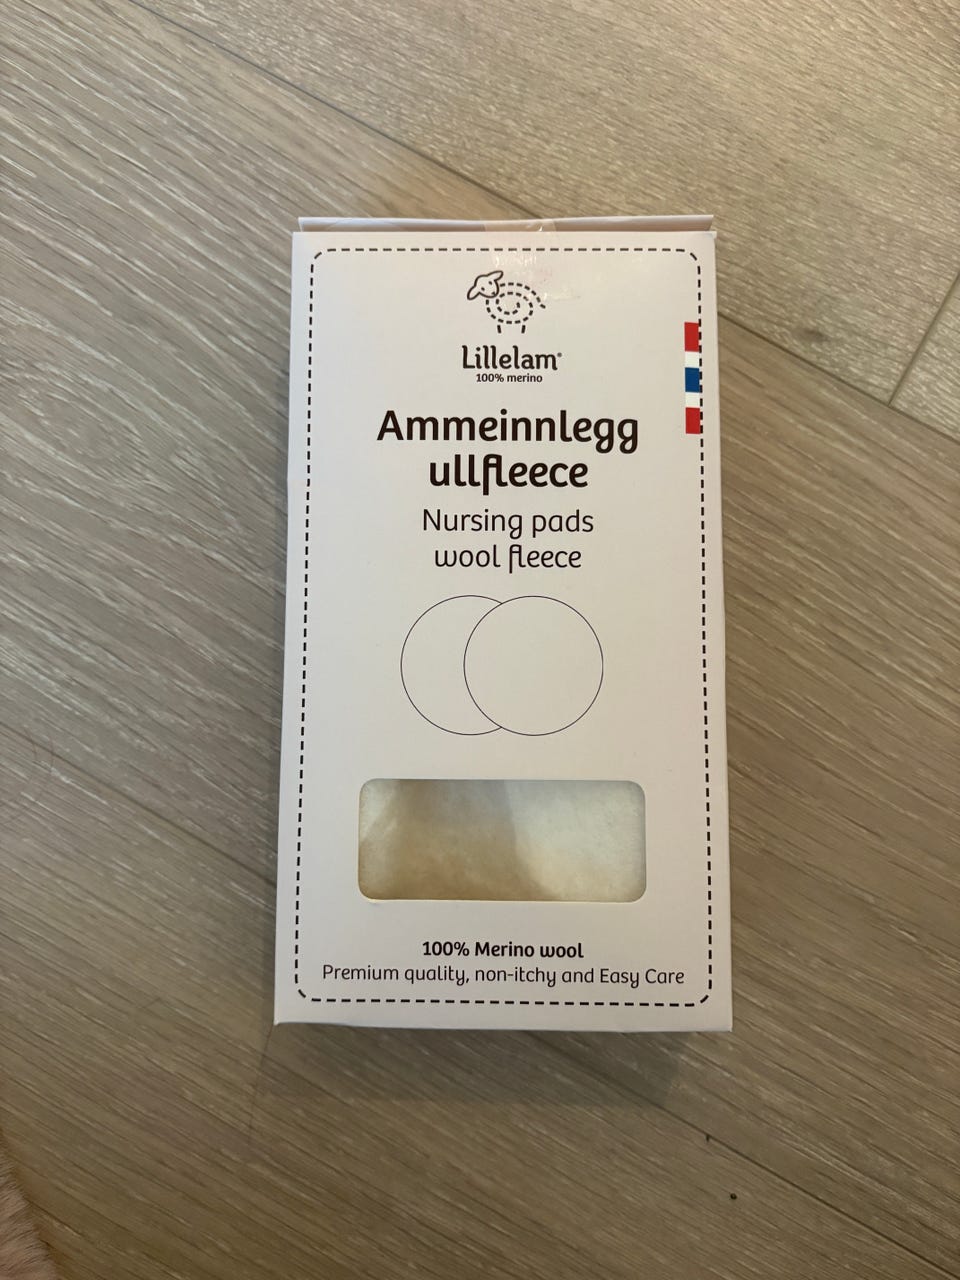 Lillelam®
100% merino
Ammeinnlegg
ullfleece
Nursing pads
wool fleece
100% Merino wool
Premium quality, non-itchy and Easy Care